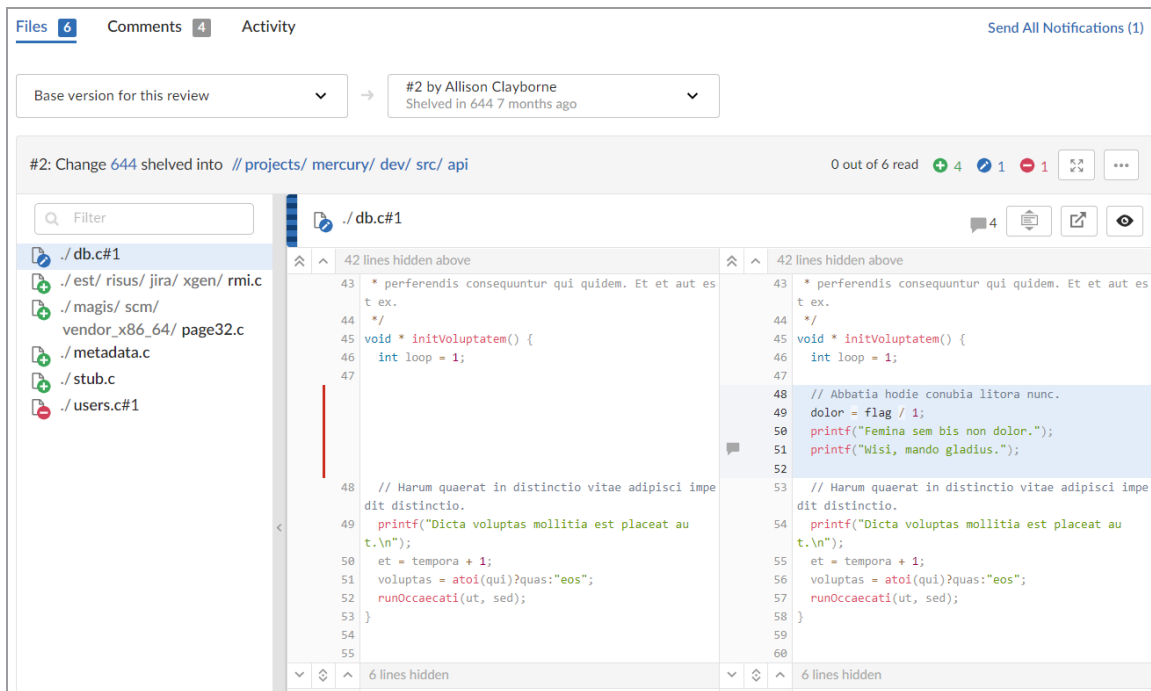 Files 6 Comments 4 Activity Send All Notifications (1)
Base version for this review
#2 by Allison Clayborne
Shelved in 644 7 months ago
#2: Change 644 shelved into // projects/ mercury/ dev/ src/ api 0 out of 6 read 4 1 1
Filter
./ db.c#1
./ est/ risus/ jira/ xgen/ rmi.c
./ magis/ scm/
vendor_x86_64/ page32.c
./ metadata.c
./ stub.c
./ users.c#1
./ db.c#1 4
42 lines hidden above
43 * perferendis consequuntur qui quidem. Et et aut es
t ex.
44 */
45 void * initVoluptatem() {
46 int loop = 1;
47
48 // Harum quaerat in distinctio vitae adipisci impe
dit distinctio.
49 printf("Dicta voluptas mollitia est placeat au
t.\n");
50 et = tempora + 1;
51 voluptas = atoi(qui)?quas:"eos";
52 runOccaecati(ut, sed);
53 }
54
55
6 lines hidden
42 lines hidden above
43 * perferendis consequuntur qui quidem. Et et aut es
t ex.
44 */
45 void * initVoluptatem() {
46 int loop = 1;
47
48 // Abbatia hodie conubia litora nunc.
49 dolor = flag / 1;
50 printf("Femina sem bis non dolor.");
51 printf("Wisi, mando gladius.");
52
53 // Harum quaerat in distinctio vitae adipisci impe
dit distinctio.
54 printf("Dicta voluptas mollitia est placeat au
t.\n");
55 et = tempora + 1;
56 voluptas = atoi(qui)?quas:"eos";
57 runOccaecati(ut, sed);
58 }
59
60
6 lines hidden